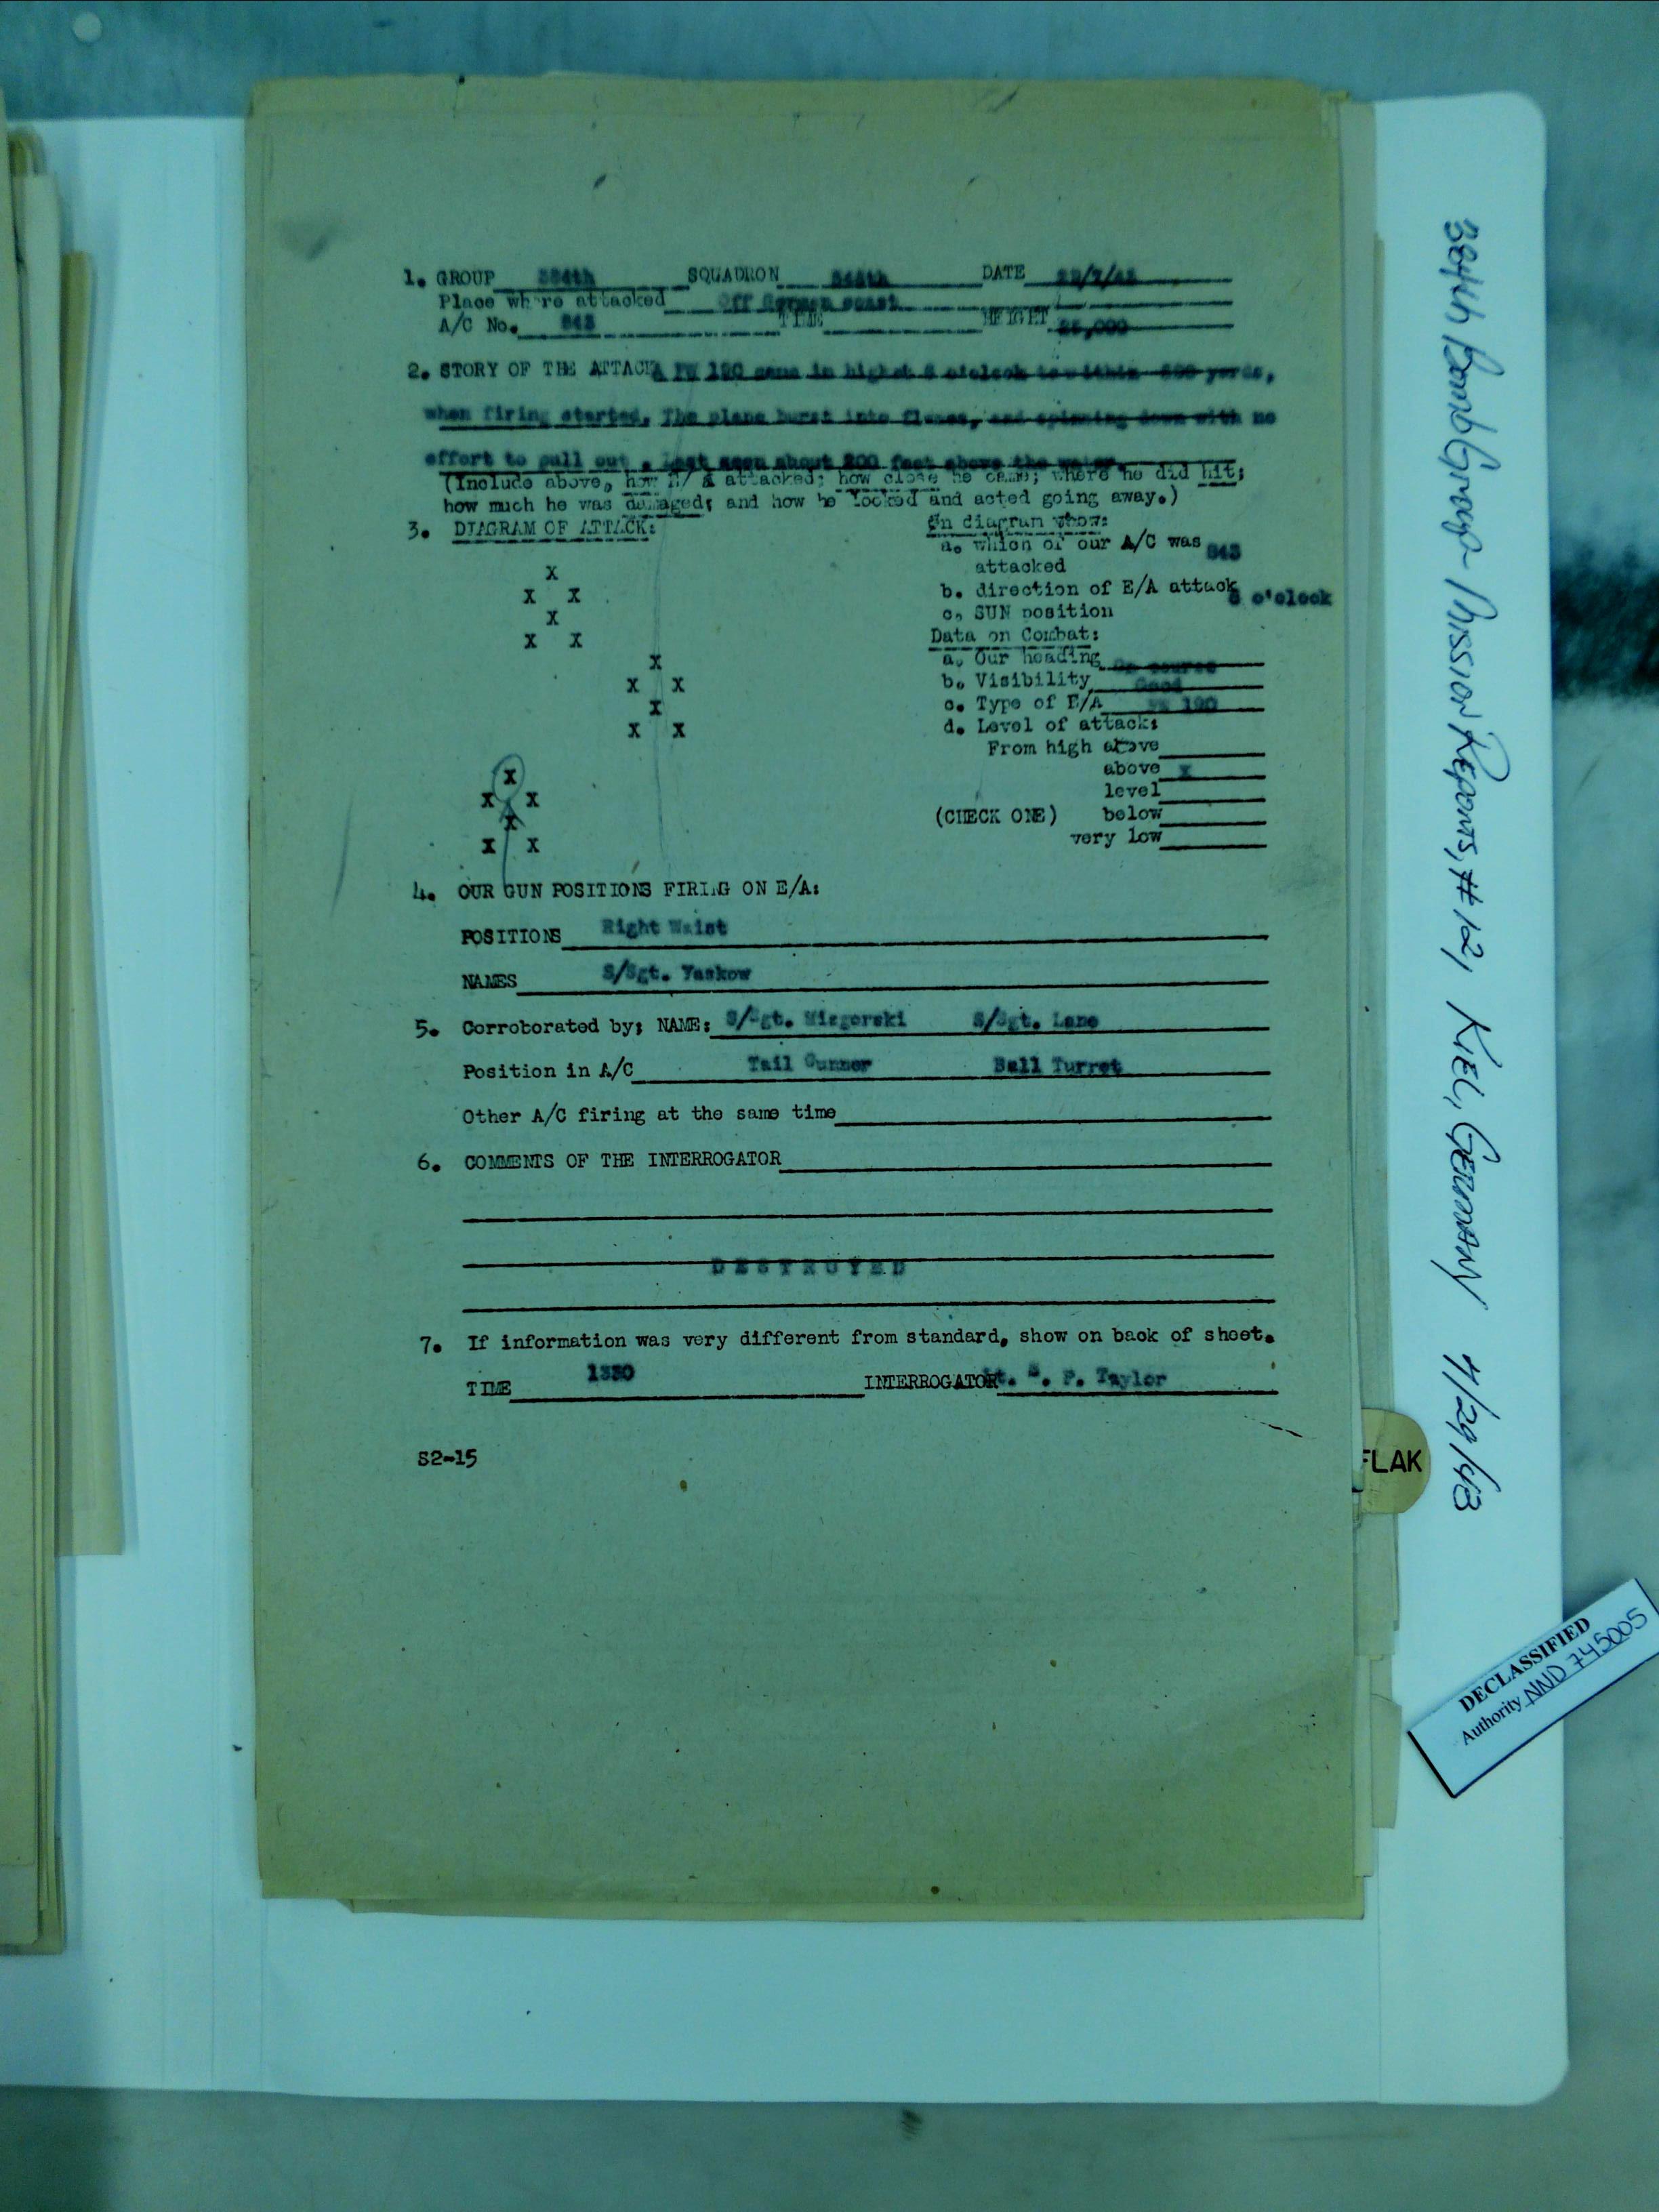 1. GROUP 384th SQUADRON DATE
Place where attacked Off German coast
A/C No. 843 TIME HEIGHT 25,000
2. STORY OF THE ATTACK A FW 190 came in high at 6 o'clock to within yards,
when firing started. The plane burst into flames, and spinning down with no
effort to pull out . Last seen about 200 feet above the water.
(Include above, how E/A attacked; how close he came; where he did hit;
how much he was damaged; and how he looked and acted going away.)
3. DIAGRAM OF ATTACK:
X
X X
X
X X
X
X X
X
X X
X
X X
X
X X
On diagram show:
a. which of our A/C was 843
attacked
b. direction of E/A attack 6 o'clock
c. SUN position
Data on Combat:
a. Our heading On course
b. Visibility Good
c. Type of E/A FW 190
d. Level of attack:
From high above
above x
level
(CHECK ONE) below
very low
4. OUR GUN POSITIONS FIRING ON E/A:
POSITIONS Right Waist
NAMES S/Sgt. Yaskow
5. Corroborated by; NAME: S/Sgt. Mizgorski S/Sgt. Lane
Position in A/C Tail Gunner Ball Turret
Other A/C firing at the same time
6. COMMENTS OF THE INTERROGATOR
DESTROYED
7. If information was very different from standard, show on back of sheet.
TIME 1330 INTERROGATOR P. Taylor
S2-15
FLAK
384th Bomb Group - Mission Reports, #12, KIEL, GERMANY 7/29/43
DECLASSIFIED
Authority NND 745005